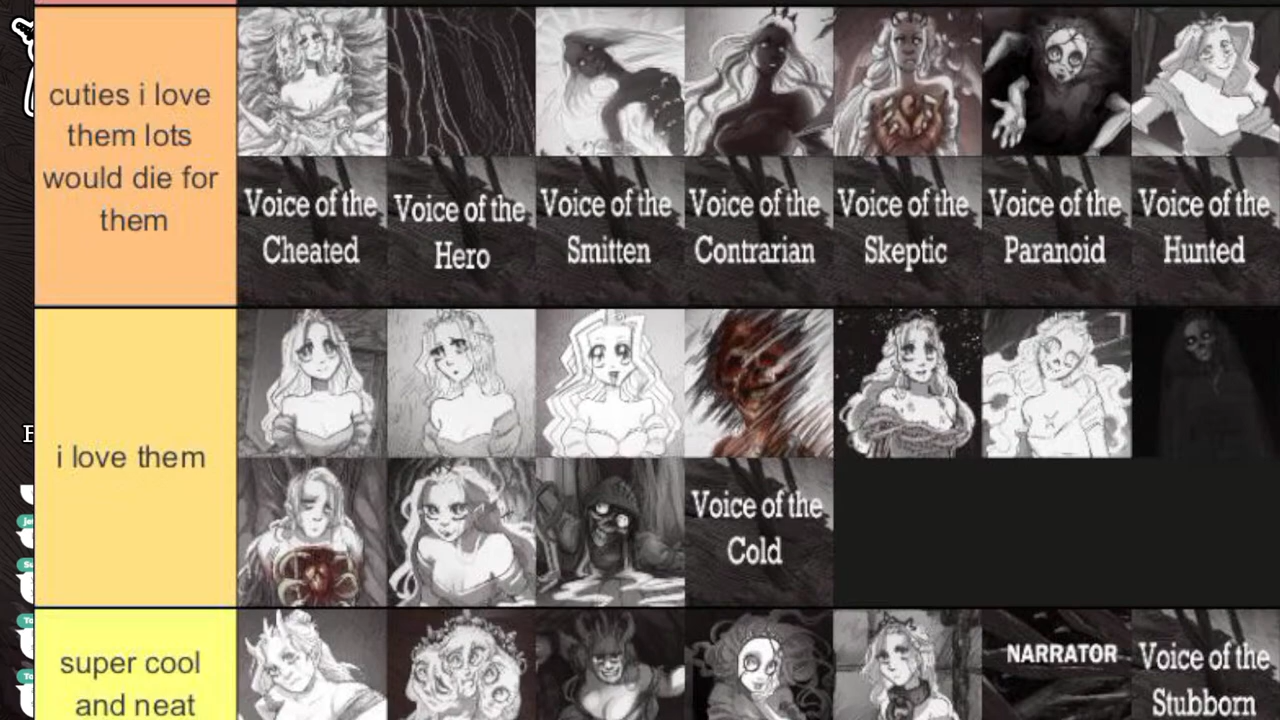 cuties i love
them lots
would die for
them
Voice of the
Cheated
Voice of the
Hero
Voice of the
Smitten
Voice of the
Contrarian
Voice of the
Skeptic
Voice of the
Paranoid
Voice of the
Hunted
i love them
Voice of the
Cold
super cool
and neat
NARRATOR
Voice of the
Stubborn